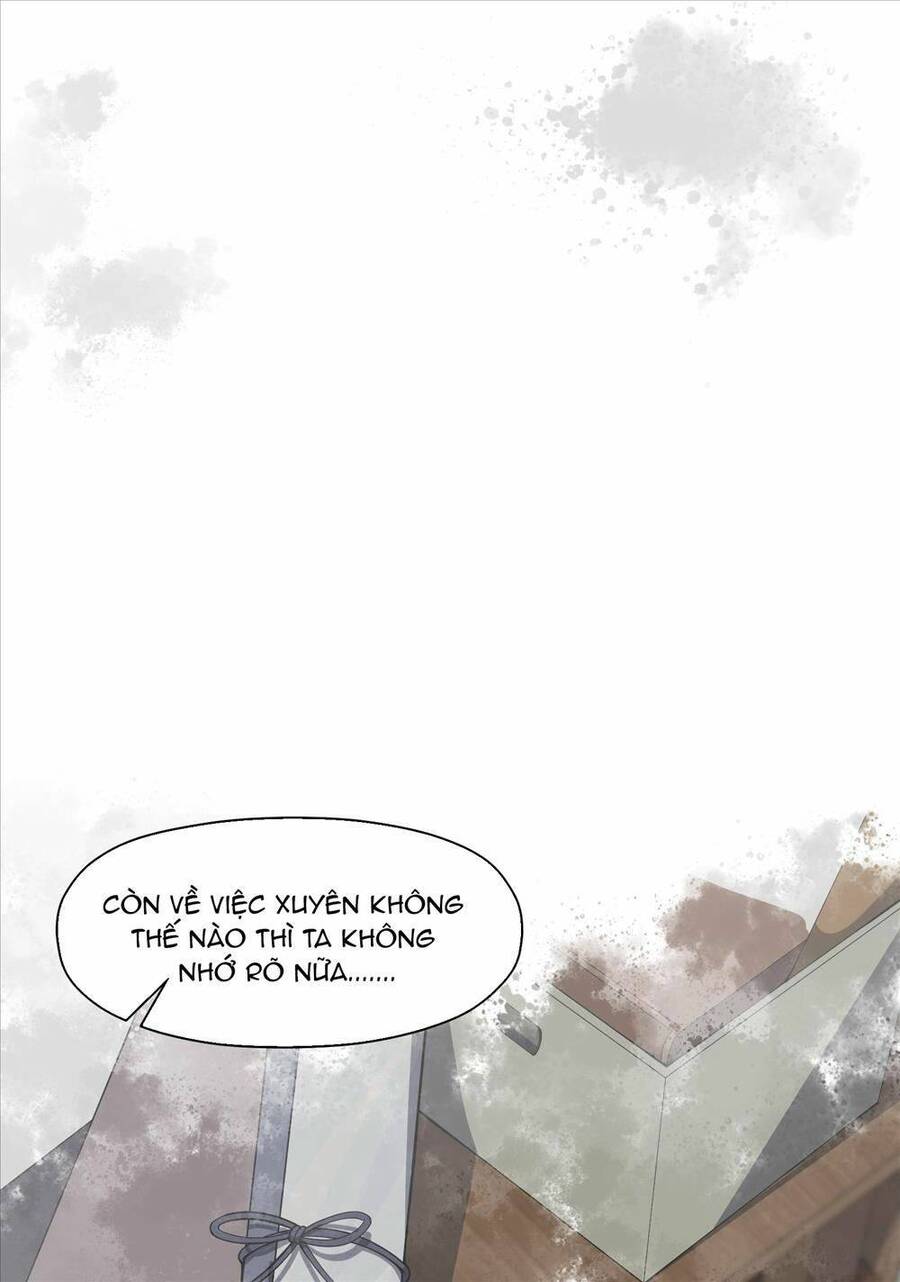 CÒN VỀ VIỆC XUYÊN KHÔNG
THẾ NÀO THÌ TA KHÔNG
NHỚ RÕ NỮA.......